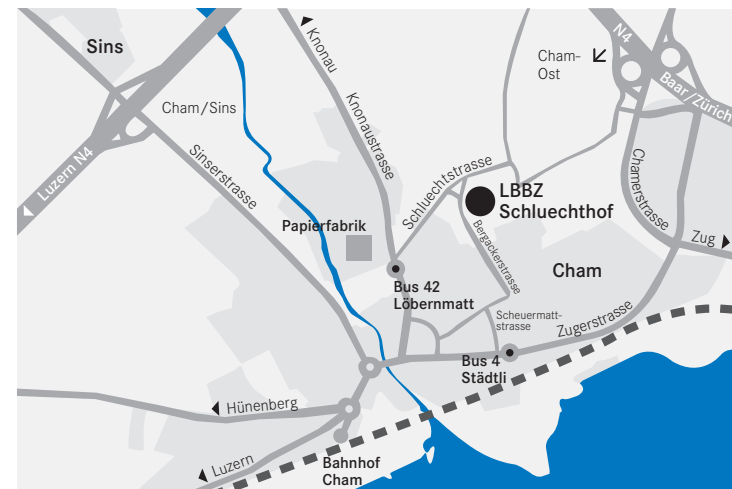 Sins
Knonau
N4
Cham-
Ost
Baar/Zürich
Cham/Sins
Knonaustrasse
Luzern N4
Sinserstrasse
Schluechtstrasse
Chamerstrasse
LBBZ
Schluechthof
Papierfabrik
Bergackerstrasse
Zug
Cham
Bus 42
Löbernmatt
Scheuermatt-
strasse
Zugerstrasse
Bus 4
Städtli
Hünenberg
Luzern
Bahnhof
Cham